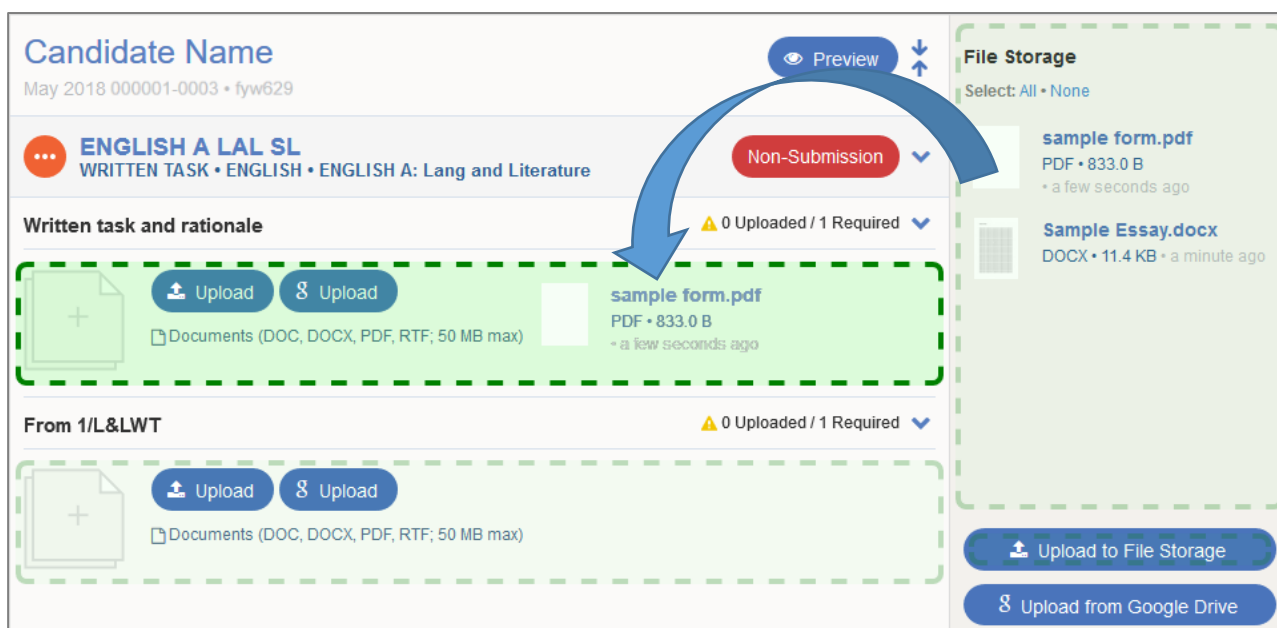 Candidate Name
May 2018 000001-0003 • fyw629
Preview
ENGLISH A LAL SL
WRITTEN TASK • ENGLISH • ENGLISH A: Lang and Literature
Non-Submission
Written task and rationale
0 Uploaded / 1 Required
Upload
8 Upload
Documents (DOC, DOCX, PDF, RTF; 50 MB max)
sample form.pdf
PDF • 833.0 B
• a few seconds ago
From 1/L&LWT
0 Uploaded / 1 Required
Upload
8 Upload
Documents (DOC, DOCX, PDF, RTF; 50 MB max)
File Storage
Select: All • None
sample form.pdf
PDF • 833.0 B
• a few seconds ago
Sample Essay.docx
DOCX • 11.4 KB • a minute ago
Upload to File Storage
8 Upload from Google Drive